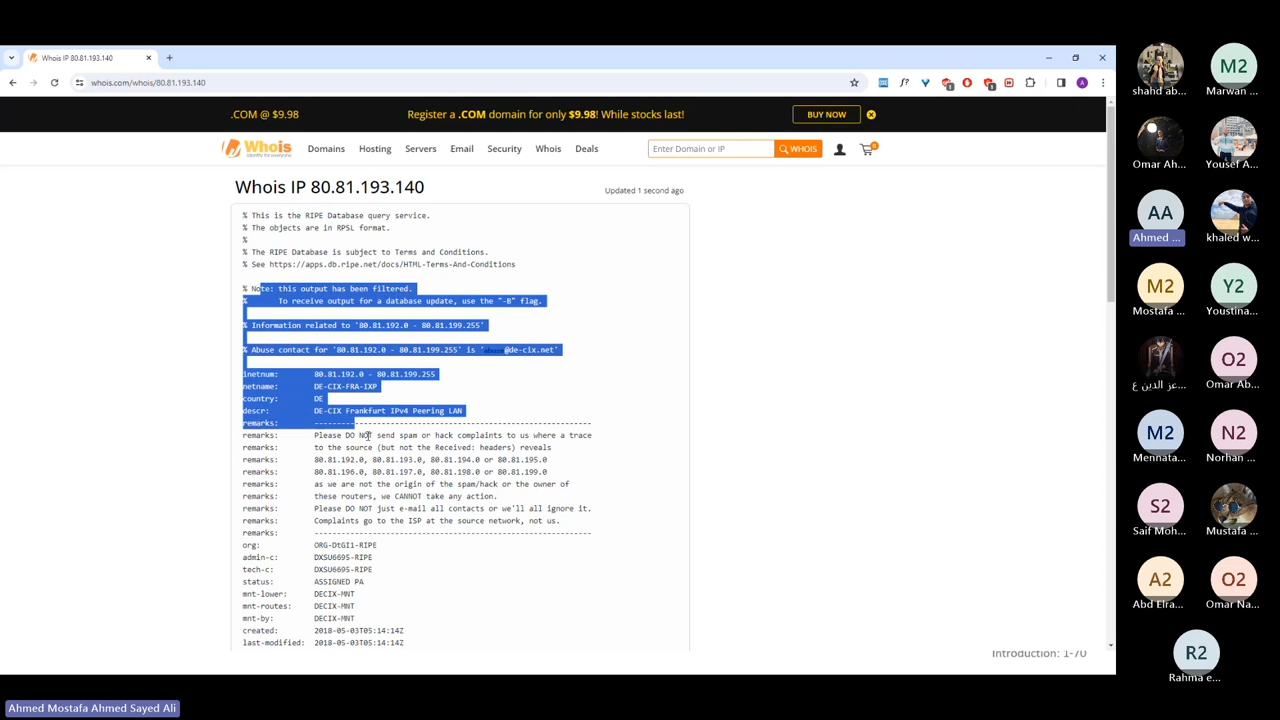 Whois IP 80.81.193.140
whois.com/whois/80.81.193.140
.COM @ $9.98
Register a .COM domain for only $9.98! While stocks last!
BUY NOW
Whois
Identity for everyone
Domains
Hosting
Servers
Email
Security
Whois
Deals
Enter Domain or IP
WHOIS
0
Whois IP 80.81.193.140
Updated 1 second ago
% This is the RIPE Database query service.
% The objects are in RPSL format.
%
% The RIPE Database is subject to Terms and Conditions.
% See https://apps.db.ripe.net/docs/HTML-Terms-And-Conditions
% Note: this output has been filtered.
% To receive output for a database update, use the "-B" flag.
% Information related to '80.81.192.0 - 80.81.199.255'
% Abuse contact for '80.81.192.0 - 80.81.199.255' is 'abuse@de-cix.net'
inetnum: 80.81.192.0 - 80.81.199.255
netname: DE-CIX-FRA-IXP
country: DE
descr: DE-CIX Frankfurt IPv4 Peering LAN
remarks: --------------------------------------------------------------
remarks: Please DO NOT send spam or hack complaints to us where a trace
remarks: to the source (but not the Received: headers) reveals
remarks: 80.81.192.0, 80.81.193.0, 80.81.194.0 or 80.81.195.0
remarks: 80.81.196.0, 80.81.197.0, 80.81.198.0 or 80.81.199.0
remarks: as we are not the origin of the spam/hack or the owner of
remarks: these routers, we CANNOT take any action.
remarks: Please DO NOT just e-mail all contacts or we'll all ignore it.
remarks: Complaints go to the ISP at the source network, not us.
remarks: --------------------------------------------------------------
org: ORG-DtGI1-RIPE
admin-c: DXSU6695-RIPE
tech-c: DXSU6695-RIPE
status: ASSIGNED PA
mnt-lower: DECIX-MNT
mnt-routes: DECIX-MNT
mnt-by: DECIX-MNT
created: 2018-05-03T05:14:14Z
last-modified: 2018-05-03T05:14:14Z
Introduction: 1-70
shahd ab...
M2
Marwan ...
Omar Ah...
Yousef A...
AA
Ahmed ...
khaled w...
M2
Mostafa ...
Y2
Youstina...
عز الدين ع...
O2
Omar Ab...
M2
Mennata...
N2
Norhan ...
S2
Saif Moh...
Mustafa ...
A2
Abd Elra...
O2
Omar Na...
R2
Rahma e...
Ahmed Mostafa Ahmed Sayed Ali